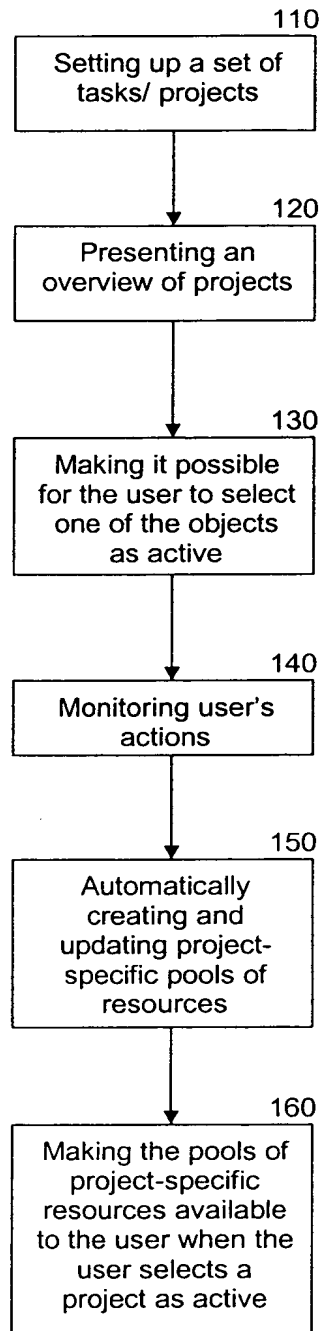 110
Setting up a set of
tasks/ projects
120
Presenting an
overview of projects
130
Making it possible
for the user to select
one of the objects
as active
140
Monitoring user's
actions
150
Automatically
creating and
updating project-
specific pools of
resources
160
Making the pools of
project-specific
resources available
to the user when the
user selects a
project as active